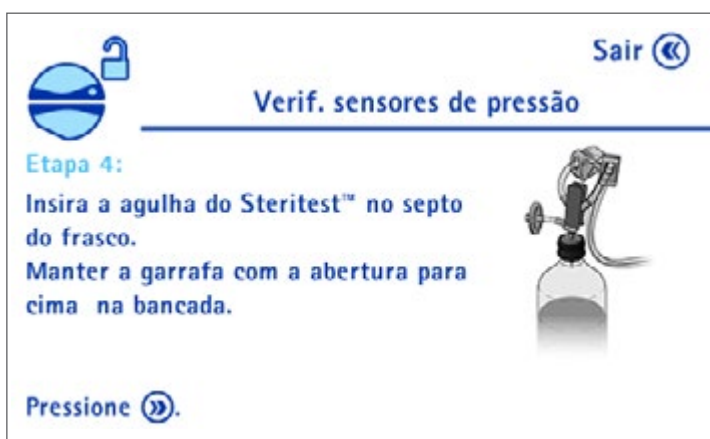 Sair
Verif. sensores de pressão
Etapa 4:
Insira a agulha do Steritest™ no septo
do frasco.
Manter a garrafa com a abertura para
cima  na bancada.
Pressione .